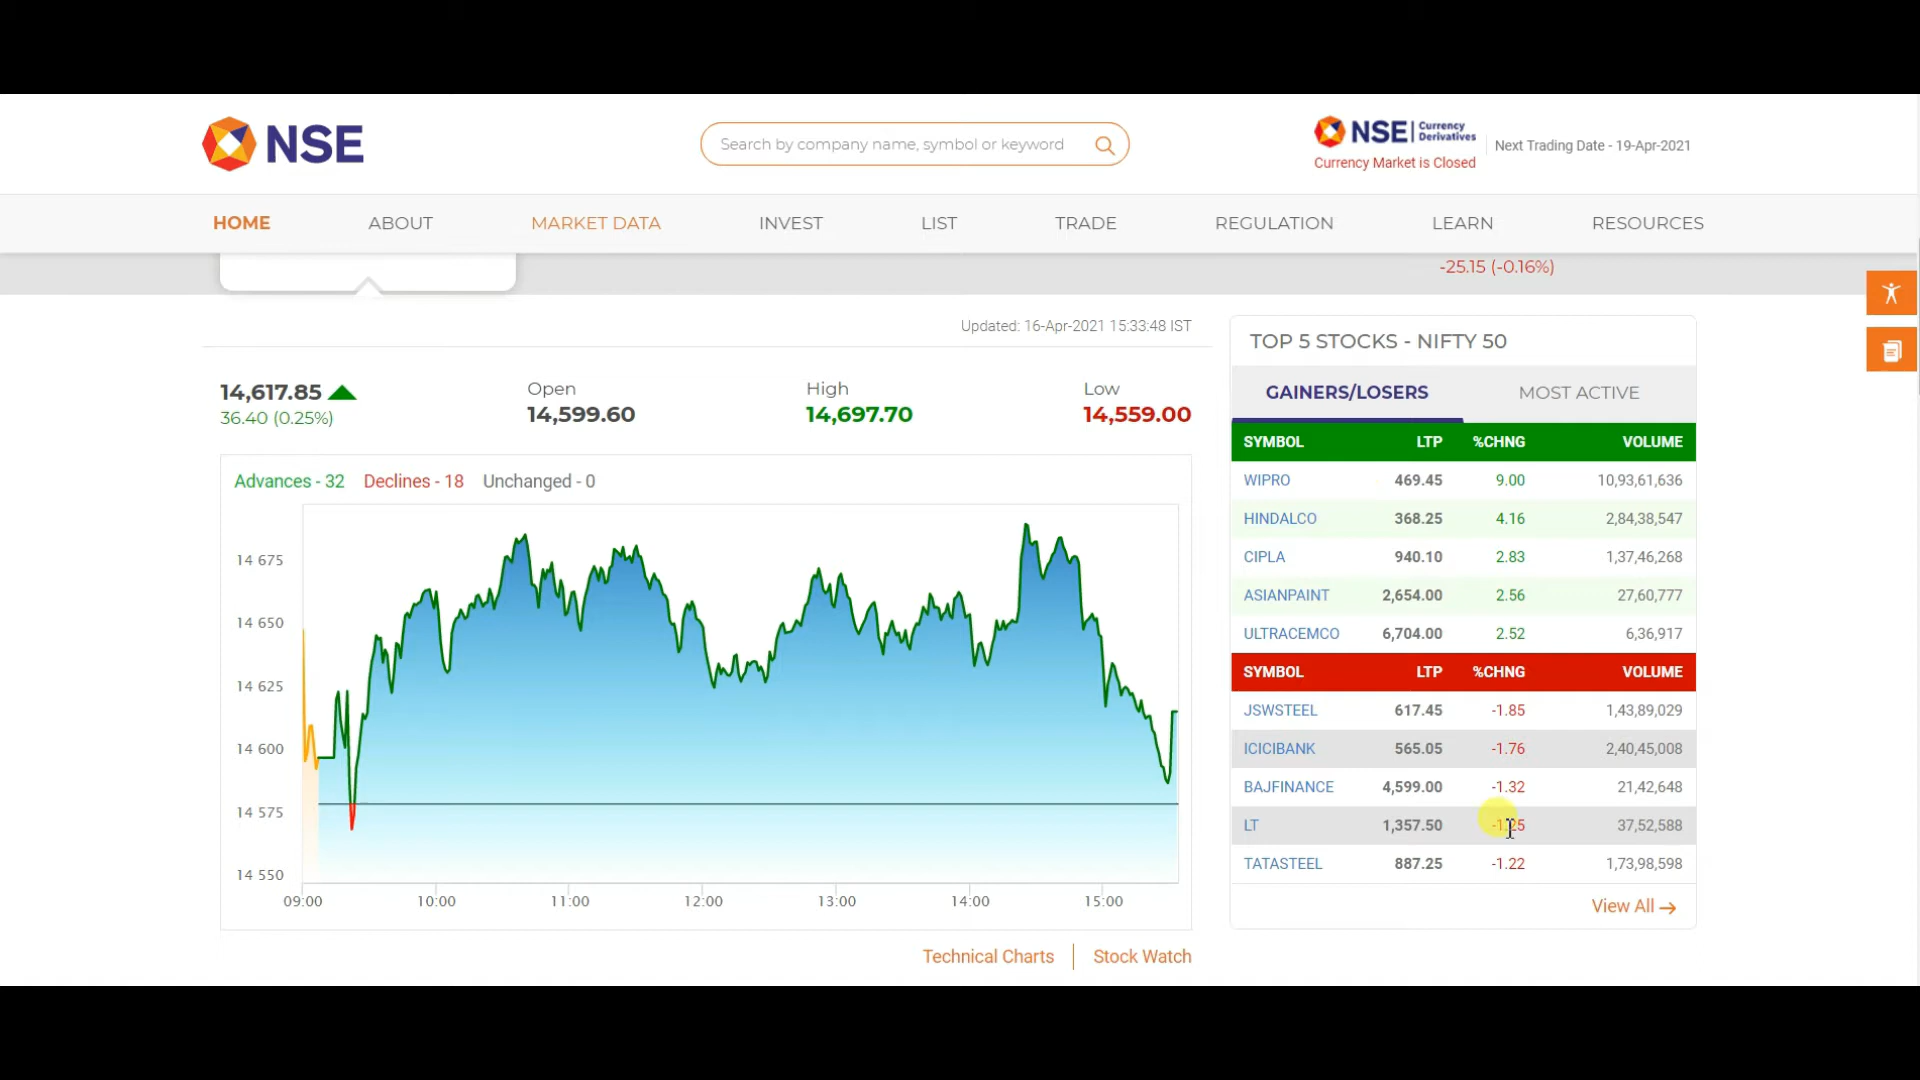 NSE
Search by company name, symbol or keyword
NSE | Currency Derivatives
Currency Market is Closed
Next Trading Date - 19-Apr-2021
HOME ABOUT MARKET DATA INVEST LIST TRADE REGULATION LEARN RESOURCES
-25.15 (-0.16%)
Updated: 16-Apr-2021 15:33:48 IST
14,617.85
36.40 (0.25%)
Open
14,599.60
High
14,697.70
Low
14,559.00
Advances - 32 Declines - 18 Unchanged - 0
14 675
14 650
14 625
14 600
14 575
14 550
09:00 10:00 11:00 12:00 13:00 14:00 15:00
Technical Charts | Stock Watch
TOP 5 STOCKS - NIFTY 50
GAINERS/LOSERS MOST ACTIVE
SYMBOL LTP %CHNG VOLUME
WIPRO 469.45 9.00 10,93,61,636
HINDALCO 368.25 4.16 2,84,38,547
CIPLA 940.10 2.83 1,37,46,268
ASIANPAINT 2,654.00 2.56 27,60,777
ULTRACEMCO 6,704.00 2.52 6,36,917
SYMBOL LTP %CHNG VOLUME
JSWSTEEL 617.45 -1.85 1,43,89,029
ICICIBANK 565.05 -1.76 2,40,45,008
BAJFINANCE 4,599.00 -1.32 21,42,648
LT 1,357.50 -1.25 37,52,588
TATASTEEL 887.25 -1.22 1,73,98,598
View All